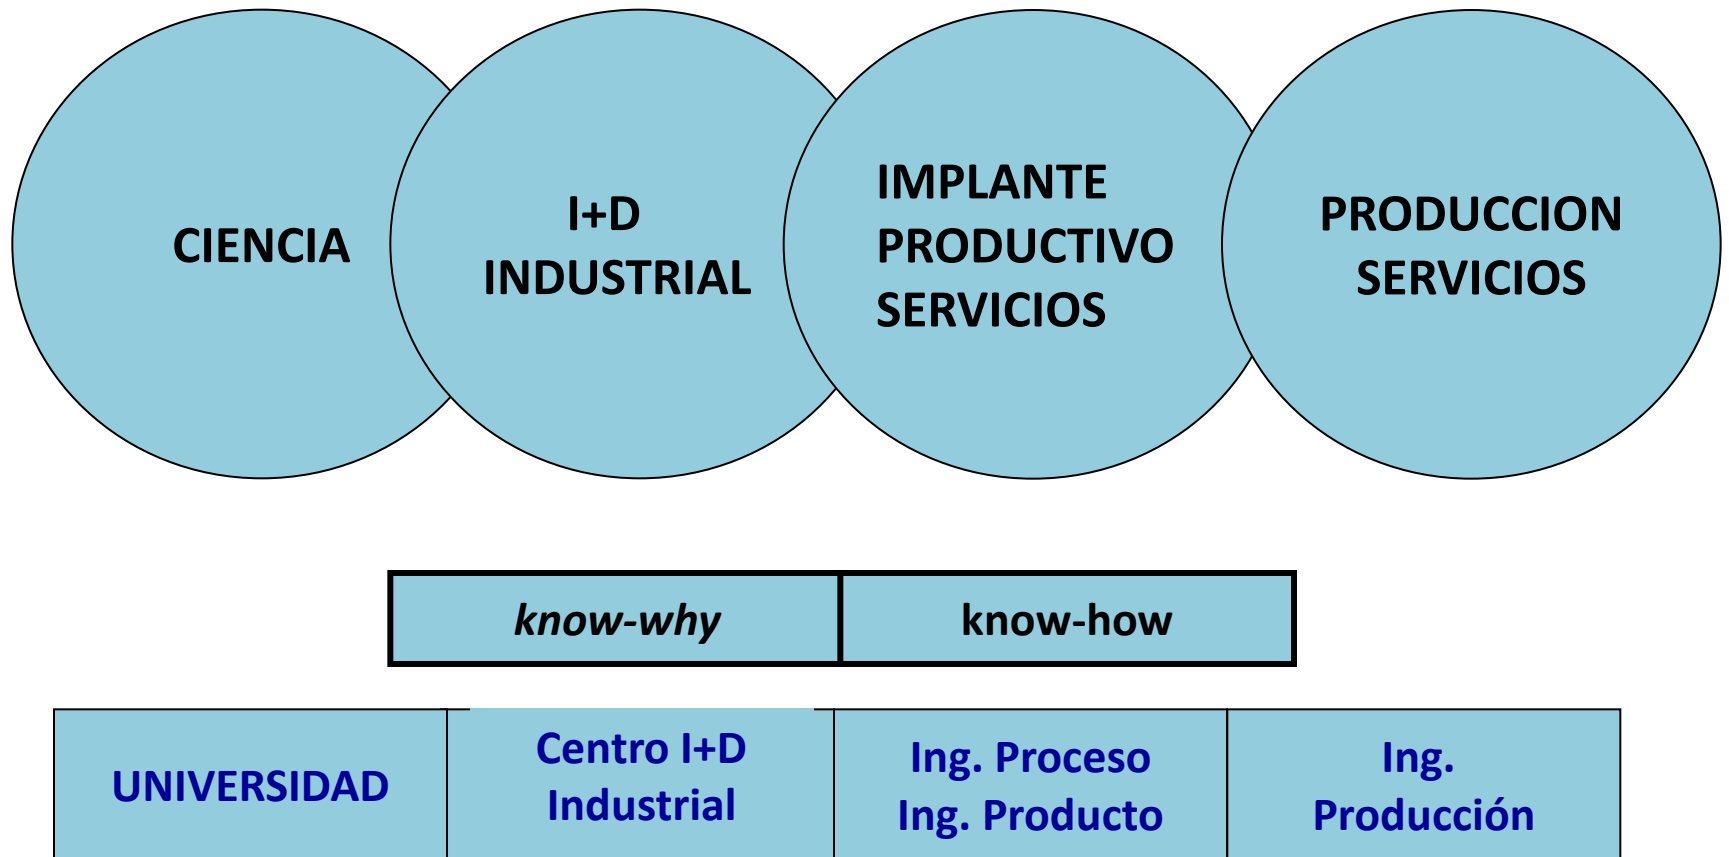 CIENCIA
I+D
INDUSTRIAL
IMPLANTE
PRODUCTIVO
SERVICIOS
PRODUCCION
SERVICIOS
know-why
know-how
UNIVERSIDAD
Centro I+D
Industrial
Ing. Proceso
Ing. Producto
Ing.
Producción